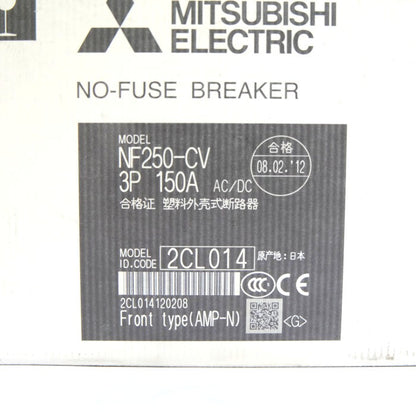 MITSUBISHI
ELECTRIC
NO-FUSE BREAKER
MODEL
NF250-CV
3P 150A AC/DC
合格
08.02.'12
合格证 塑料外壳式断路器
MODEL
ID.CODE 2CL014 原产地:日本
2CL014120208
CCC
Front type(AMP-N) <G>